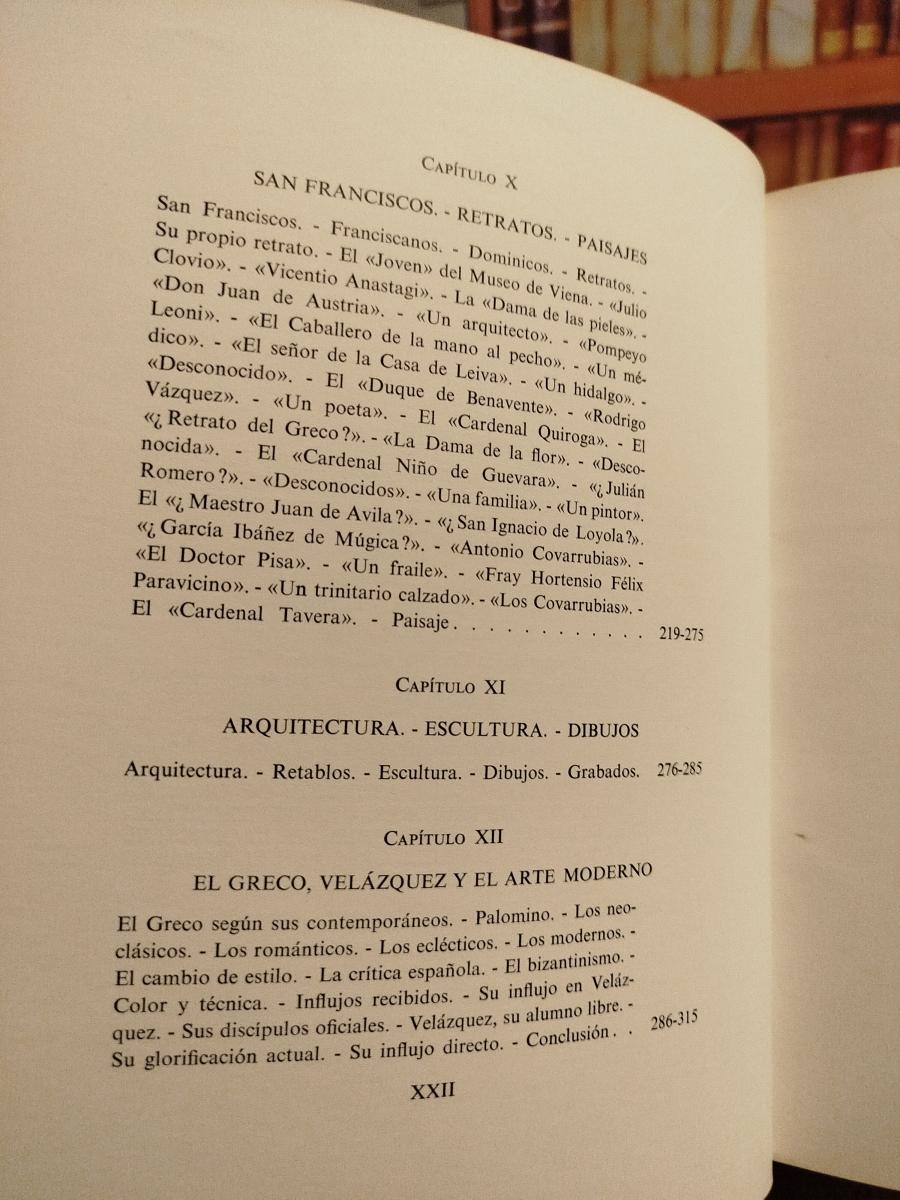 CAPÍTULO X
SAN FRANCISCOS. - RETRATOS. - PAISAJES
San Franciscos. - Franciscanos. - Dominicos. - Retratos. -
Su propio retrato. - El «Joven» del Museo de Viena. - «Julio
Clovio». - «Vicentio Anastagi». - La «Dama de las pieles». -
«Don Juan de Austria». - «Un arquitecto». - «Pompeyo
Leoni». - «El Caballero de la mano al pecho». - «Un mé-
dico». - «El señor de la Casa de Leiva». - «Un hidalgo». -
«Desconocido». - El «Duque de Benavente». - «Rodrigo
Vázquez». - «Un poeta». - El «Cardenal Quiroga». - El
«¿Retrato del Greco?». - «La Dama de la flor». - «Desco-
nocida». - El «Cardenal Niño de Guevara». - «¿Julián
Romero?». - «Desconocidos». - «Una familia». - «Un pintor».
El «¿Maestro Juan de Avila?». - «¿San Ignacio de Loyola?».
«¿García Ibáñez de Múgica?». - «Antonio Covarrubias». -
«El Doctor Pisa». - «Un fraile». - «Fray Hortensio Félix
Paravicino». - «Un trinitario calzado». - «Los Covarrubias». -
El «Cardenal Tavera». - Paisaje . . . . . . . . . . . . 219-275
CAPÍTULO XI
ARQUITECTURA. - ESCULTURA. - DIBUJOS
Arquitectura. - Retablos. - Escultura. - Dibujos. - Grabados. 276-285
CAPÍTULO XII
EL GRECO, VELÁZQUEZ Y EL ARTE MODERNO
El Greco según sus contemporáneos. - Palomino. - Los neo-
clásicos. - Los románticos. - Los eclécticos. - Los modernos. -
El cambio de estilo. - La crítica española. - El bizantinismo. -
Color y técnica. - Influjos recibidos. - Su influjo en Veláz-
quez. - Sus discípulos oficiales. - Velázquez, su alumno libre. -
Su glorificación actual. - Su influjo directo. - Conclusión . . 286-315
XXII